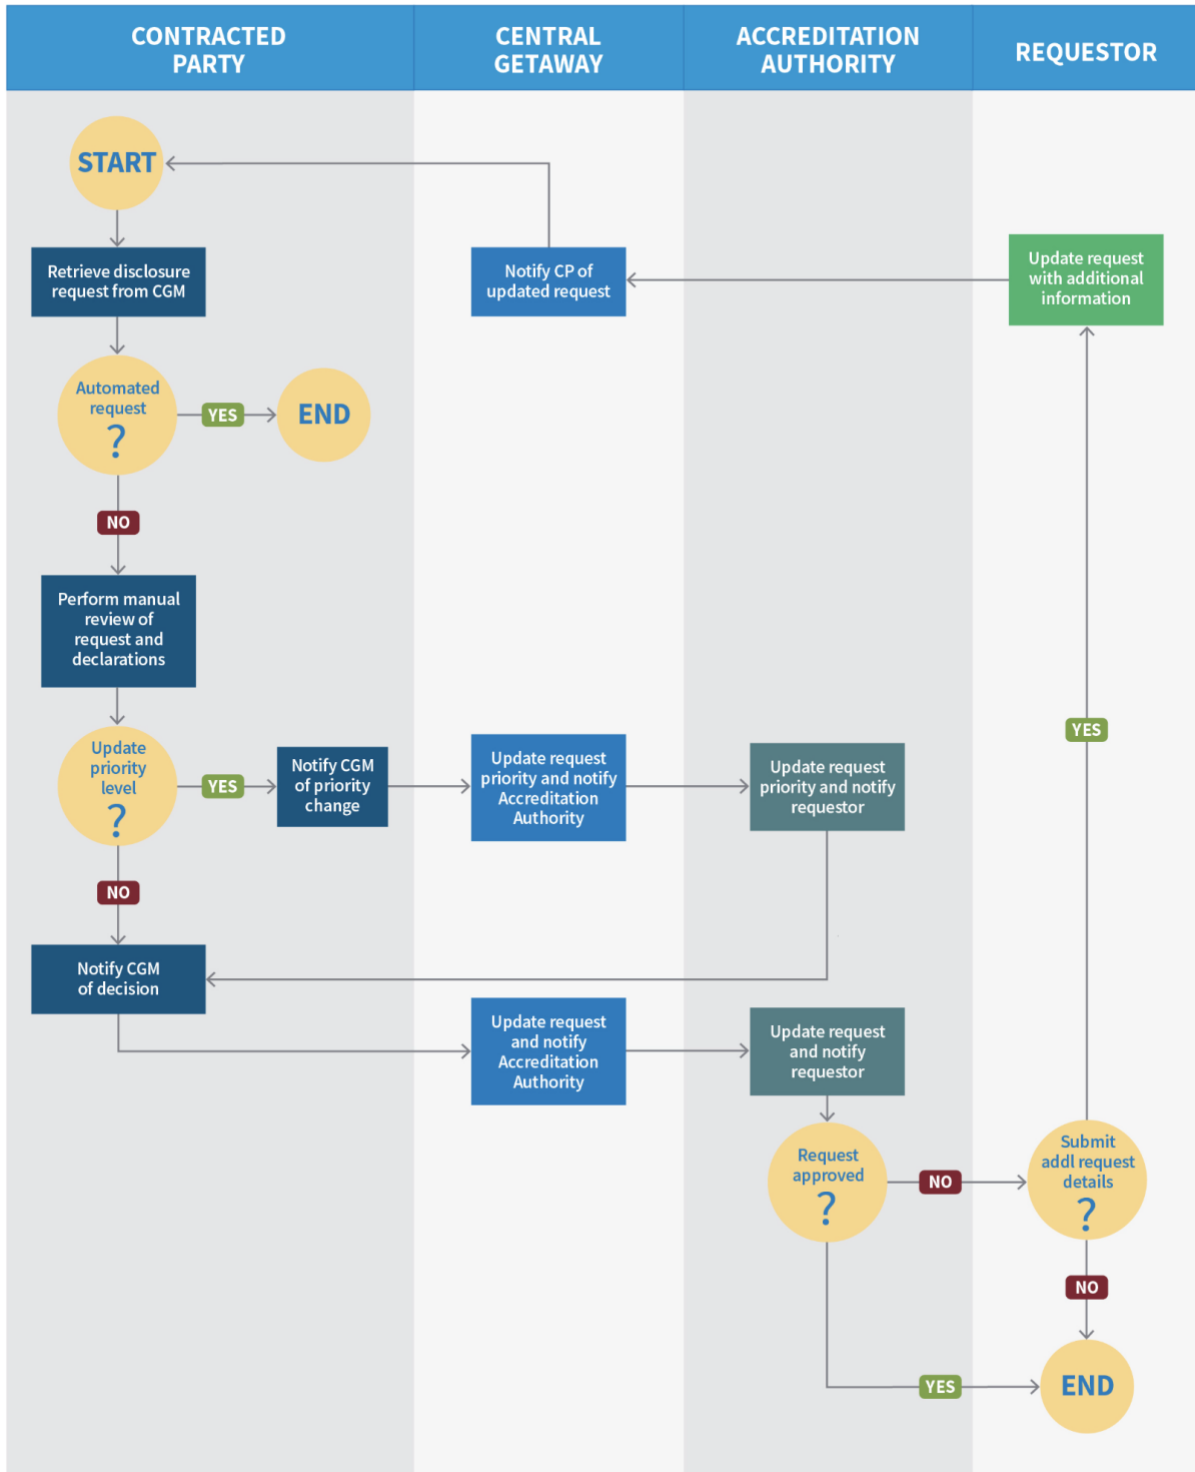 CONTRACTED
PARTY
CENTRAL
GETAWAY
ACCREDITATION
AUTHORITY
REQUESTOR
START
Retrieve disclosure
request from CGM
Notify CP of
updated request
Update request
with additional
information
Automated
request
?
YES
END
NO
Perform manual
review of
request and
declarations
Update
priority
level
?
YES
Notify CGM
of priority
change
Update request
priority and notify
Accreditation
Authority
Update request
priority and notify
requestor
YES
NO
Notify CGM
of decision
Update request
and notify
Accreditation
Authority
Update request
and notify
requestor
Request
approved
?
NO
Submit
addl request
details
?
NO
YES
END